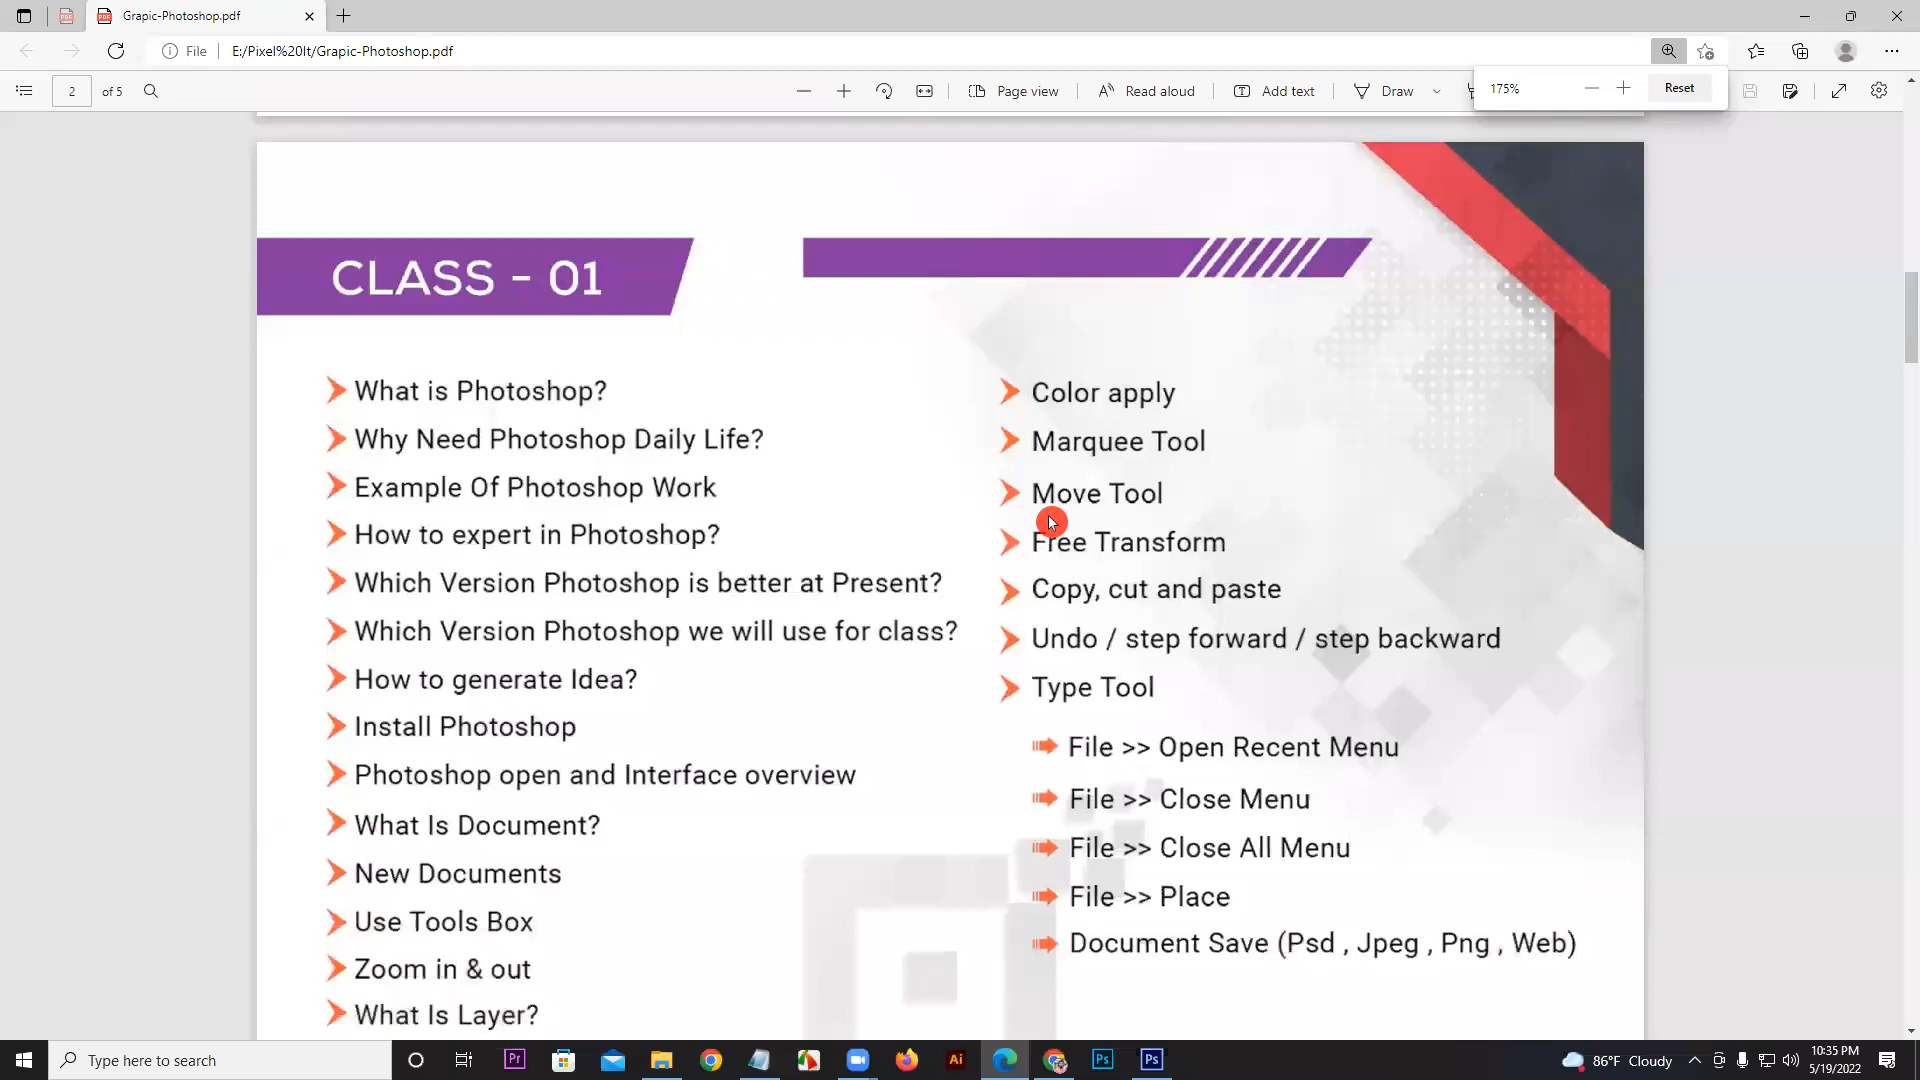 Grapic-Photoshop.pdf
File
E:/Pixel%20It/Grapic-Photoshop.pdf
2
of 5
Page view
Read aloud
Add text
Draw
175%
Reset
CLASS - 01
What is Photoshop?
Why Need Photoshop Daily Life?
Example Of Photoshop Work
How to expert in Photoshop?
Which Version Photoshop is better at Present?
Which Version Photoshop we will use for class?
How to generate Idea?
Install Photoshop
Photoshop open and Interface overview
What Is Document?
New Documents
Use Tools Box
Zoom in & out
What Is Layer?
Color apply
Marquee Tool
Move Tool
Free Transform
Copy, cut and paste
Undo / step forward / step backward
Type Tool
File >> Open Recent Menu
File >> Close Menu
File >> Close All Menu
File >> Place
Document Save (Psd , Jpeg , Png , Web)
Type here to search
Pr
Ai
Ps
Ps
86°F Cloudy
10:35 PM
5/19/2022